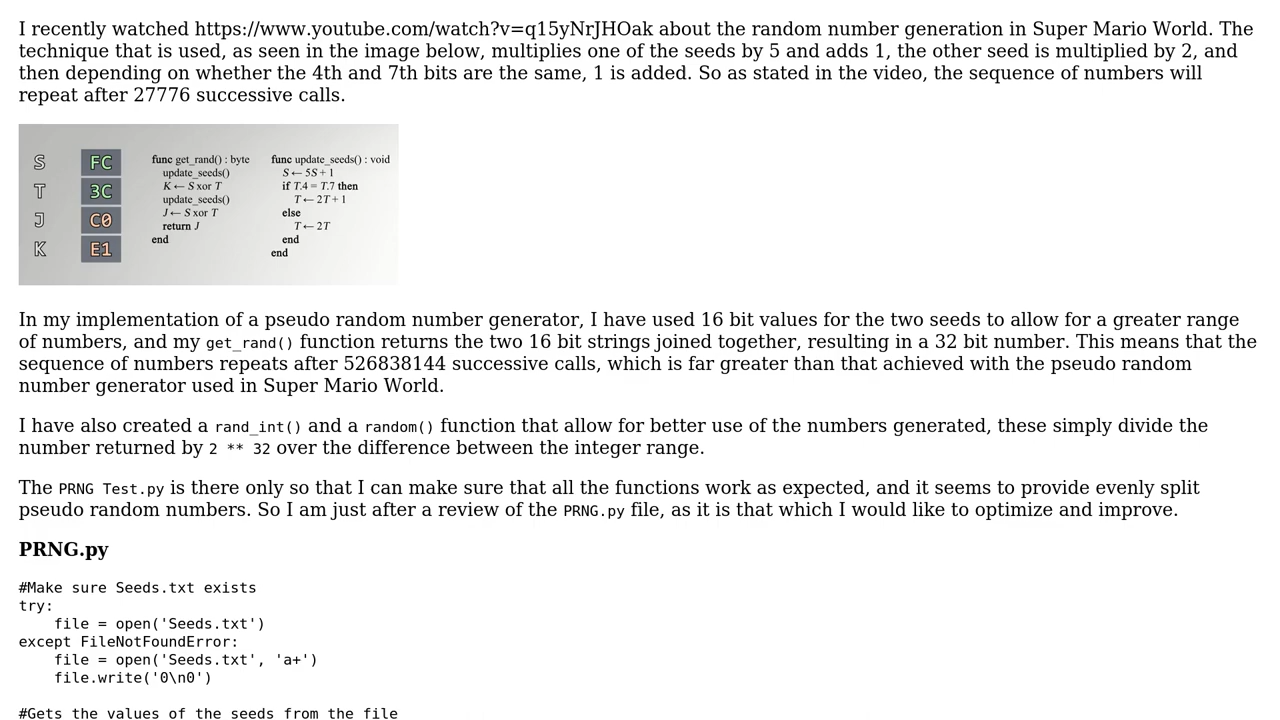 I recently watched https://www.youtube.com/watch?v=q15yNrJHOak about the random number generation in Super Mario World. The
technique that is used, as seen in the image below, multiplies one of the seeds by 5 and adds 1, the other seed is multiplied by 2, and
then depending on whether the 4th and 7th bits are the same, 1 is added. So as stated in the video, the sequence of numbers will
repeat after 27776 successive calls.
S FC
T 3C
J C0
K E1
func get_rand() : byte
update_seeds()
K ← S xor T
update_seeds()
J ← S xor T
return J
end
func update_seeds() : void
S ← 5S + 1
if T.4 = T.7 then
T ← 2T + 1
else
T ← 2T
end
end
In my implementation of a pseudo random number generator, I have used 16 bit values for the two seeds to allow for a greater range
of numbers, and my get_rand() function returns the two 16 bit strings joined together, resulting in a 32 bit number. This means that the
sequence of numbers repeats after 526838144 successive calls, which is far greater than that achieved with the pseudo random
number generator used in Super Mario World.
I have also created a rand_int() and a random() function that allow for better use of the numbers generated, these simply divide the
number returned by 2 ** 32 over the difference between the integer range.
The PRNG Test.py is there only so that I can make sure that all the functions work as expected, and it seems to provide evenly split
pseudo random numbers. So I am just after a review of the PRNG.py file, as it is that which I would like to optimize and improve.
PRNG.py
#Make sure Seeds.txt exists
try:
    file = open('Seeds.txt')
except FileNotFoundError:
    file = open('Seeds.txt', 'a+')
    file.write('0\n0')
#Gets the values of the seeds from the file